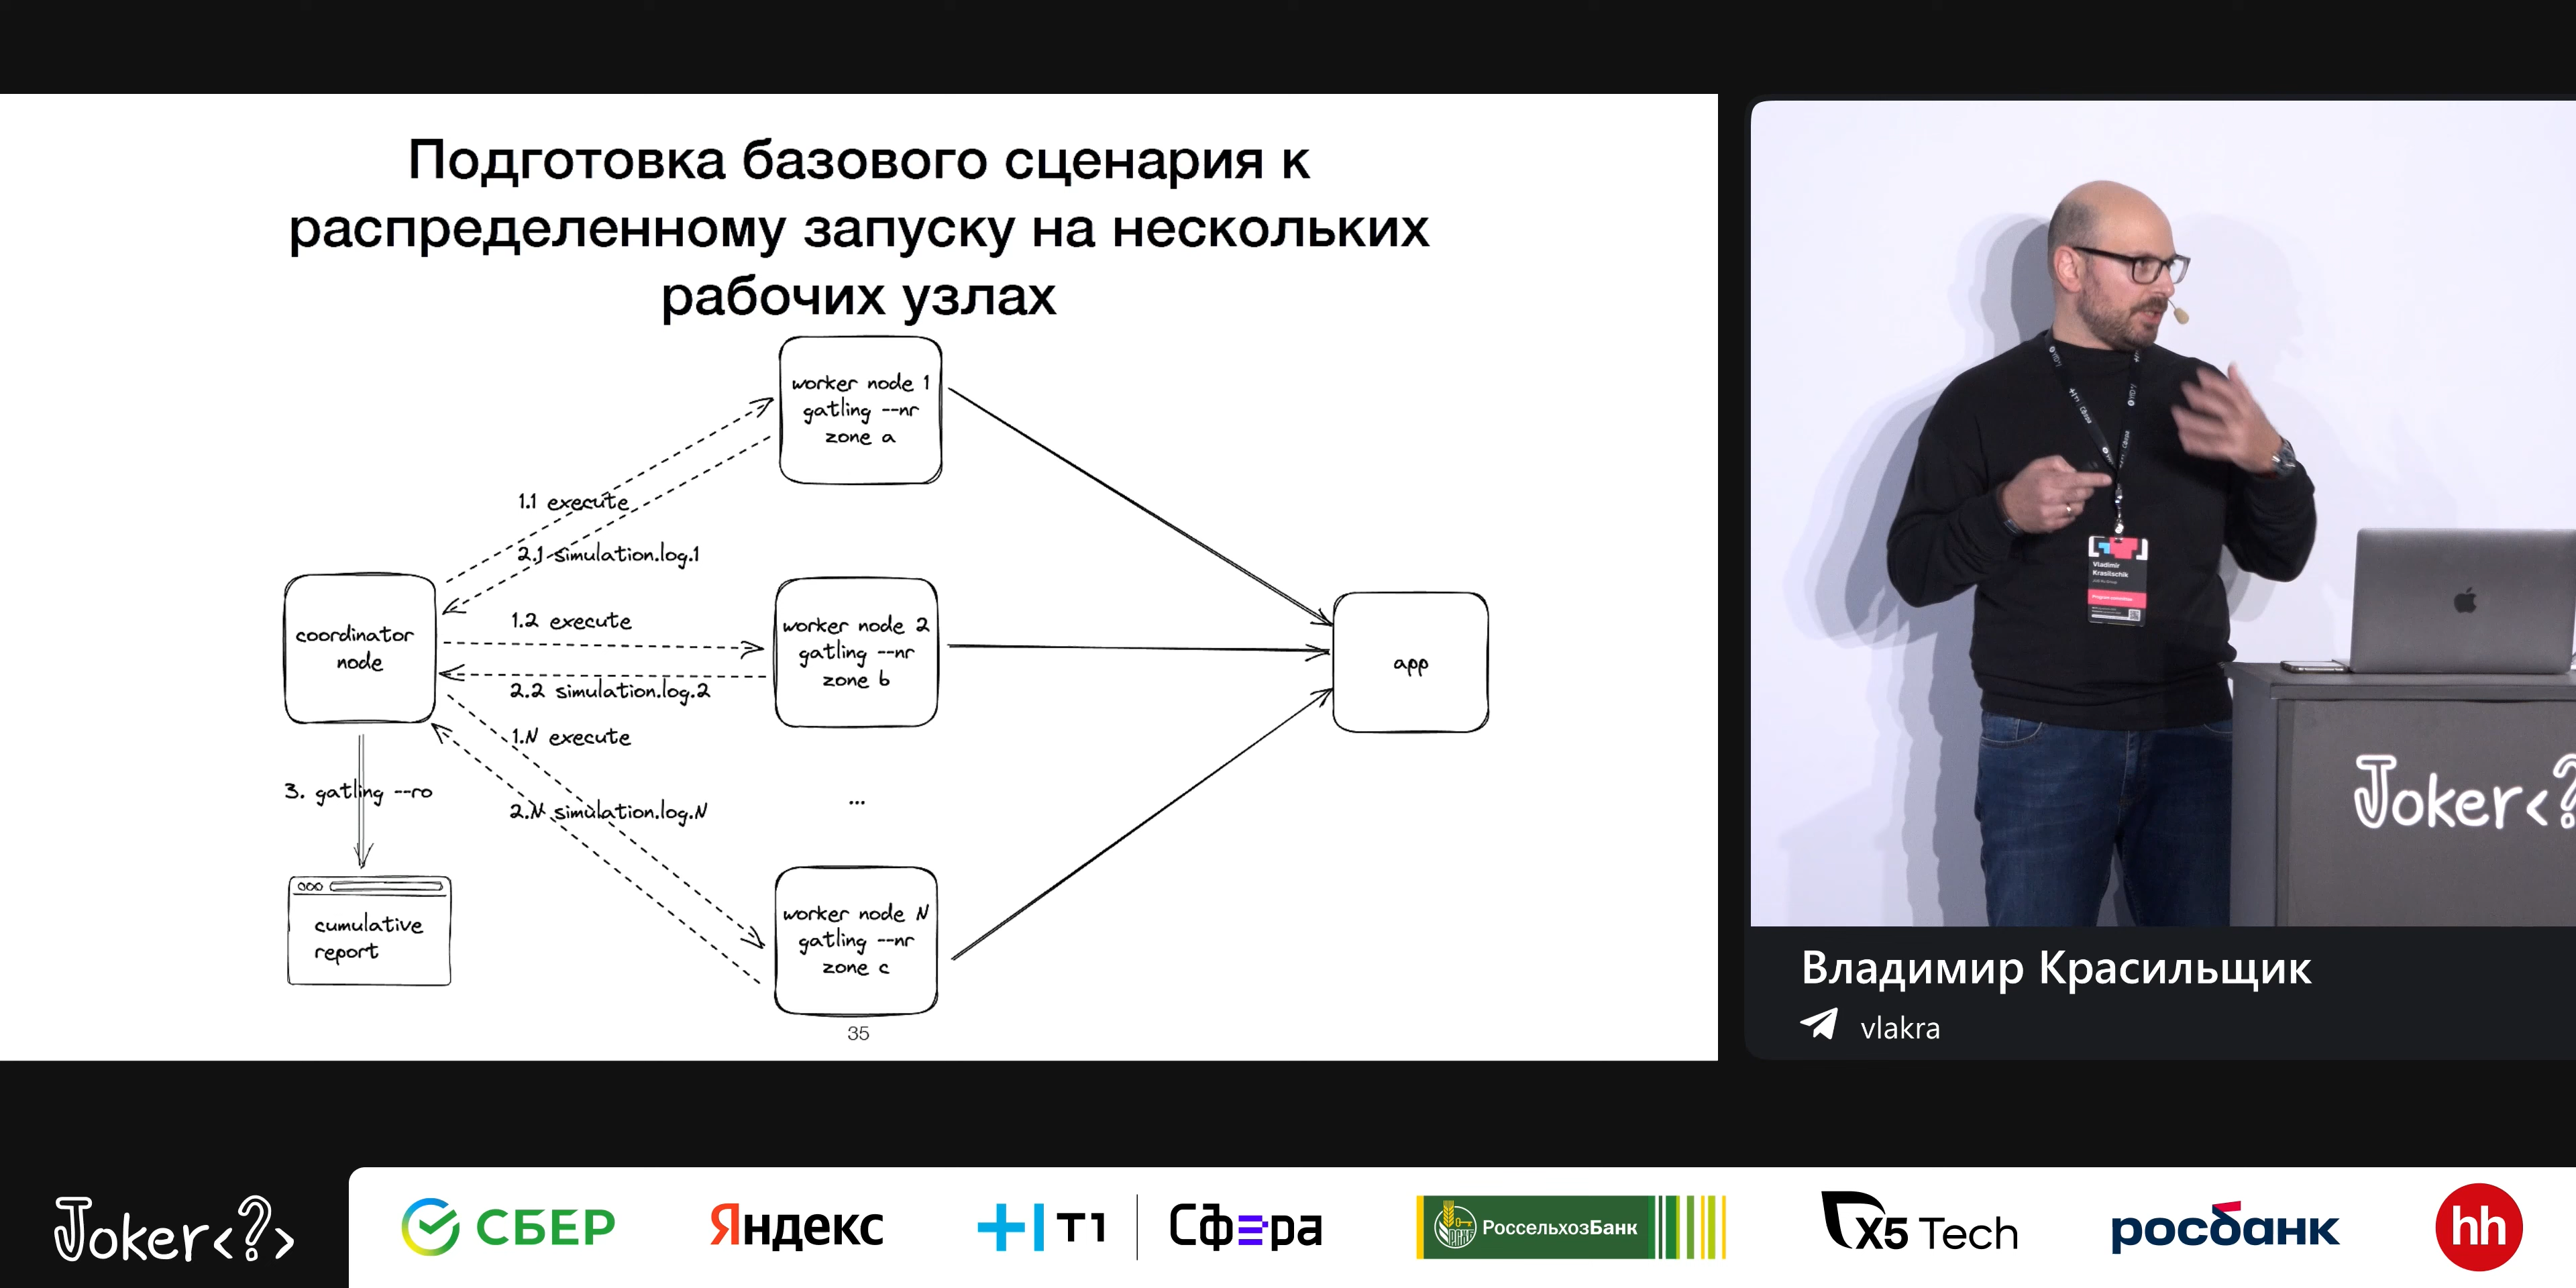 Подготовка базового сценария к
распределенному запуску на нескольких
рабочих узлах
worker node 1
gatling --nr
zone a
1.1 execute
2.1 simulation.log.1
coordinator
node
1.2 execute
2.2 simulation.log.2
worker node 2
gatling --nr
zone b
app
1.N execute
2.N simulation.log.N
3. gatling --ro
...
cumulative
report
worker node N
gatling --nr
zone c
35
Vladimir
Krasilschik
Joker<?
Владимир Красильщик
vlakra
Joker<?>
СБЕР
Яндекс
Т1
Сфера
РоссельхозБанк
X5 Tech
росбанк
hh